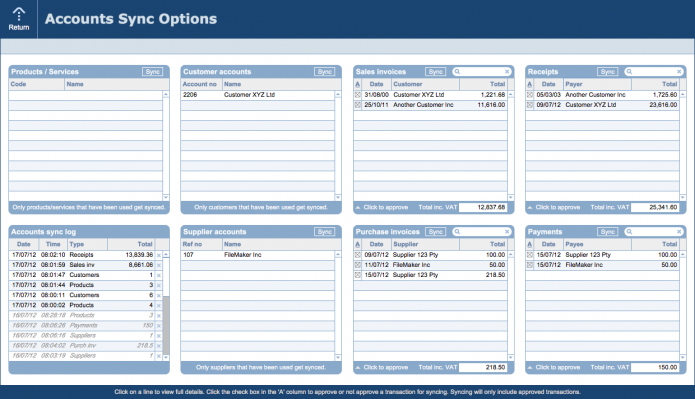 Return
Accounts Sync Options
Products / Services Sync
Code Name
Only products/services that have been used get synced.
Customer accounts Sync
Account no Name
2206 Customer XYZ Ltd
Only customers that have been used get synced.
Sales invoices Sync
A Date Customer Total
31/08/00 Customer XYZ Ltd 1,221.68
25/10/11 Another Customer Inc 11,616.00
Click to approve Total inc. VAT 12,837.68
Receipts Sync
A Date Payer Total
05/03/03 Another Customer Inc 1,725.60
09/07/12 Customer XYZ Ltd 23,616.00
Click to approve Total inc. VAT 25,341.60
Accounts sync log
Date Time Type Total
17/07/12 08:02:10 Receipts 13,839.36
17/07/12 08:01:59 Sales inv 8,661.06
17/07/12 08:01:47 Customers 1
17/07/12 08:01:44 Products 3
17/07/12 08:00:11 Customers 6
17/07/12 08:00:02 Products 4
16/07/12 08:28:18 Products 3
16/07/12 08:06:26 Payments 150
16/07/12 08:06:16 Suppliers 1
16/07/12 08:04:02 Purch inv 218.5
16/07/12 08:03:19 Suppliers 1
Supplier accounts Sync
Ref no Name
107 FileMaker Inc
Only suppliers that have been used get synced.
Purchase invoices Sync
A Date Supplier Total
09/07/12 Supplier 123 Pty 100.00
11/07/12 FileMaker Inc 50.00
15/07/12 Supplier 123 Pty 218.50
Click to approve Total inc. VAT 218.50
Payments Sync
A Date Payee Total
15/07/12 Supplier 123 Pty 100.00
15/07/12 FileMaker Inc 50.00
Click to approve Total inc. VAT 150.00
Click on a line to view full details. Click the check box in the 'A' column to approve or not approve a transaction for syncing. Syncing will only include approved transactions.